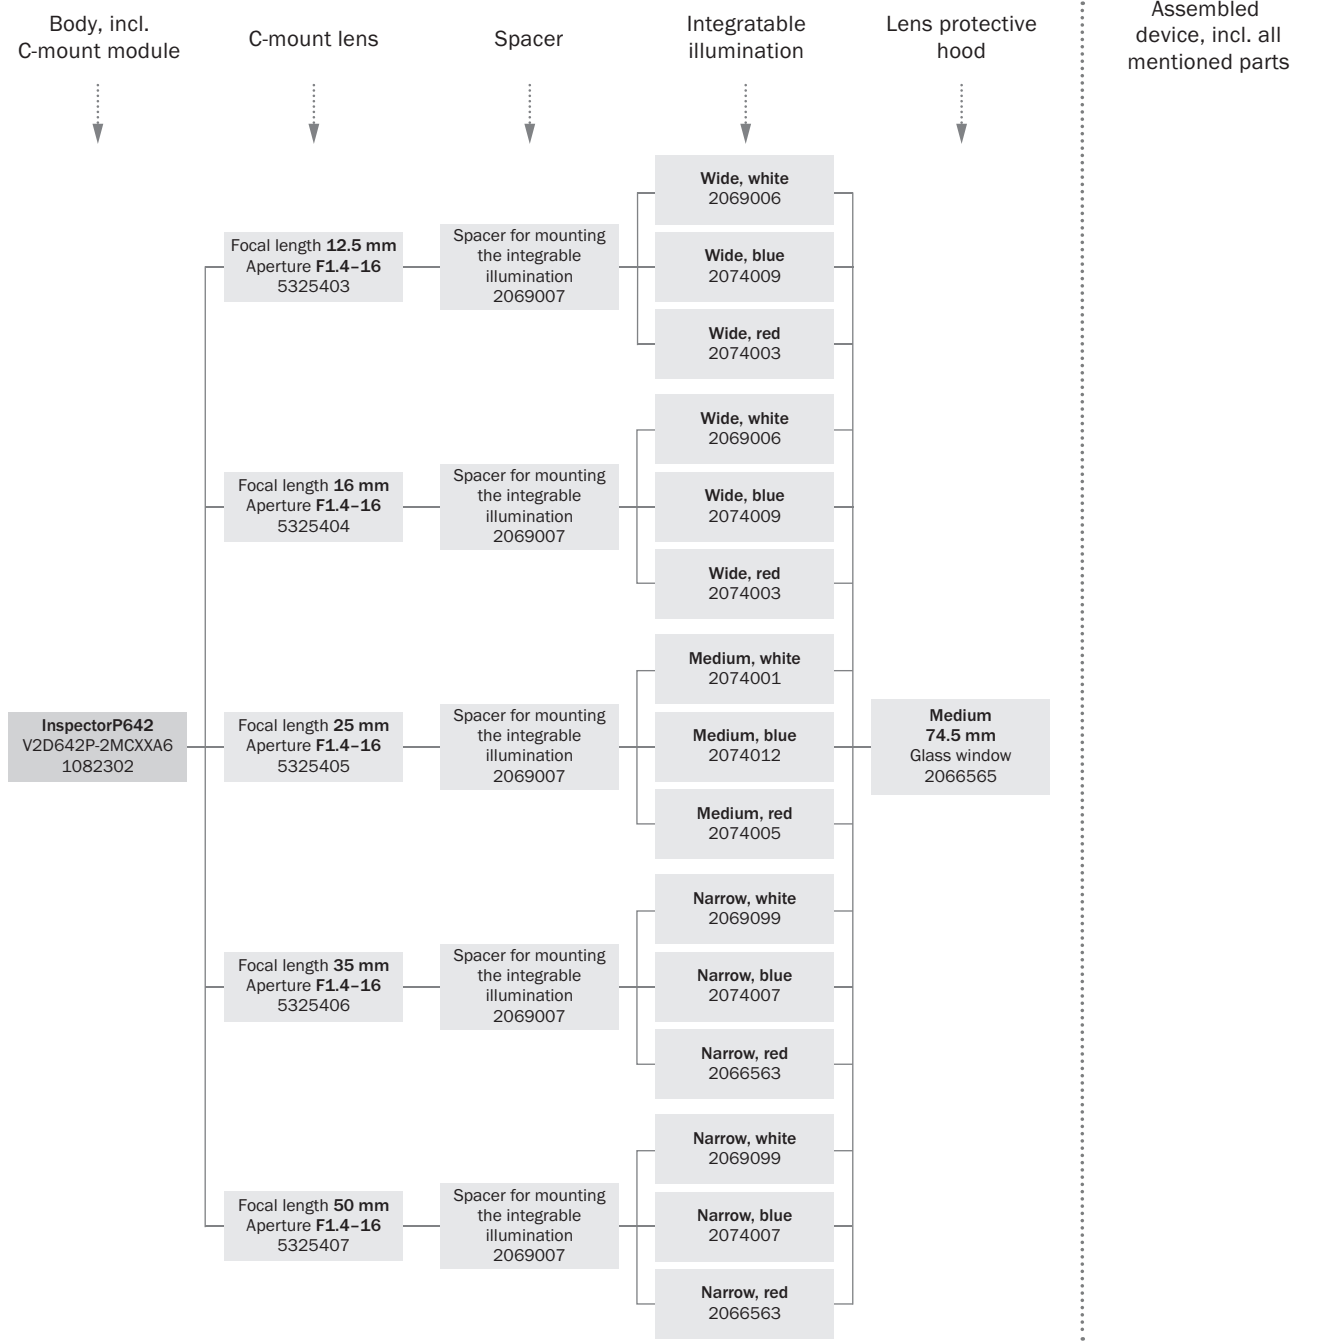 Body, incl.
C-mount module
C-mount lens
Spacer
Integratable
illumination
Lens protective
hood
Assembled
device, incl. all
mentioned parts
InspectorP642
V2D642P-2MCXXA6
1082302
Focal length 12.5 mm
Aperture F1.4–16
5325403
Spacer for mounting
the integrable
illumination
2069007
Wide, white
2069006
Wide, blue
2074009
Wide, red
2074003
Focal length 16 mm
Aperture F1.4–16
5325404
Spacer for mounting
the integrable
illumination
2069007
Wide, white
2069006
Wide, blue
2074009
Wide, red
2074003
Focal length 25 mm
Aperture F1.4–16
5325405
Spacer for mounting
the integrable
illumination
2069007
Medium, white
2074001
Medium, blue
2074012
Medium, red
2074005
Focal length 35 mm
Aperture F1.4–16
5325406
Spacer for mounting
the integrable
illumination
2069007
Narrow, white
2069099
Narrow, blue
2074007
Narrow, red
2066563
Focal length 50 mm
Aperture F1.4–16
5325407
Spacer for mounting
the integrable
illumination
2069007
Narrow, white
2069099
Narrow, blue
2074007
Narrow, red
2066563
Medium
74.5 mm
Glass window
2066565